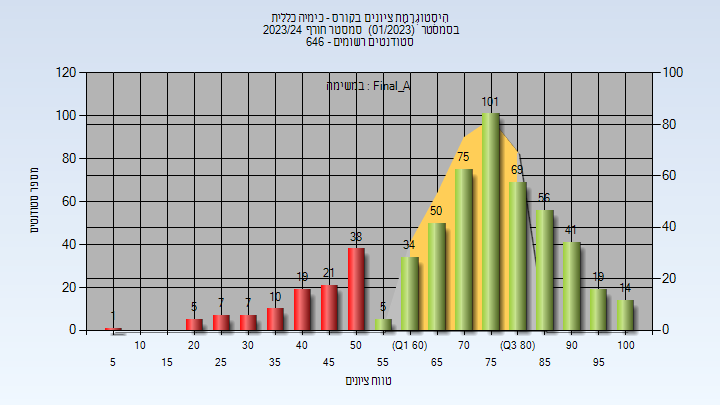 הִיסְטוֹגְרָמַת ציונים בקורס - כימיה כללית
בסמסטר (01/2023) סמסטר חורף 2023/24
סטודנטים רשומים - 646
במשימה : Final_A
120 100 80 60 40 20 0
100 80 60 40 20 0
מספר סטודנטים
1 5 7 7 10 19 21 38 5 34 50 75 101 69 56 41 19 14
10 20 30 40 50 (Q1 60) 70 (Q3 80) 90 100
5 15 25 35 45 55 65 75 85 95
טווח ציונים